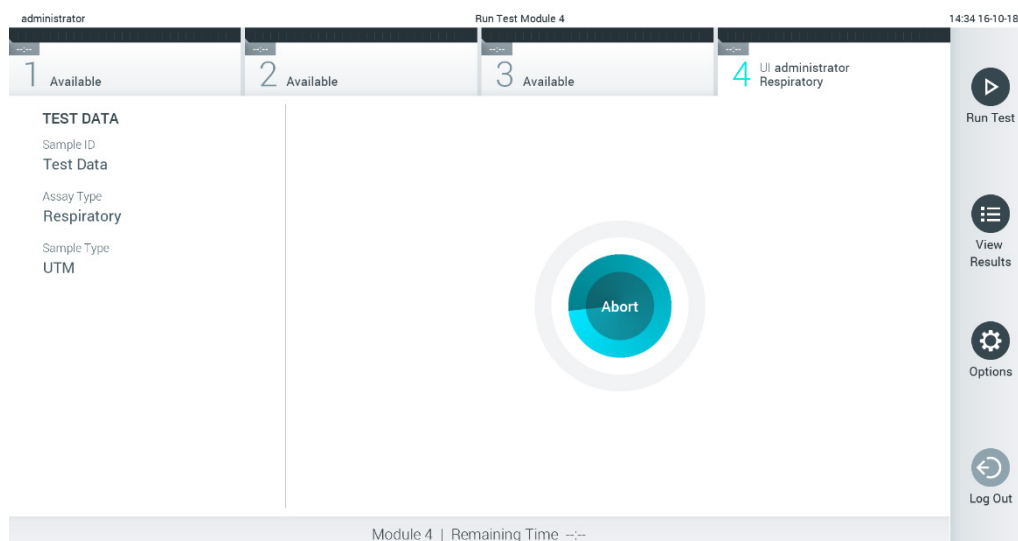 administrator
Run Test Module 4
14:34 16-10-18
--:--
--:--
--:--
--:--
1 Available
2 Available
3 Available
4 UI administrator
Respiratory
TEST DATA
Sample ID
Test Data
Assay Type
Respiratory
Sample Type
UTM
Abort
Run Test
View
Results
Options
Log Out
Module 4 | Remaining Time --:--